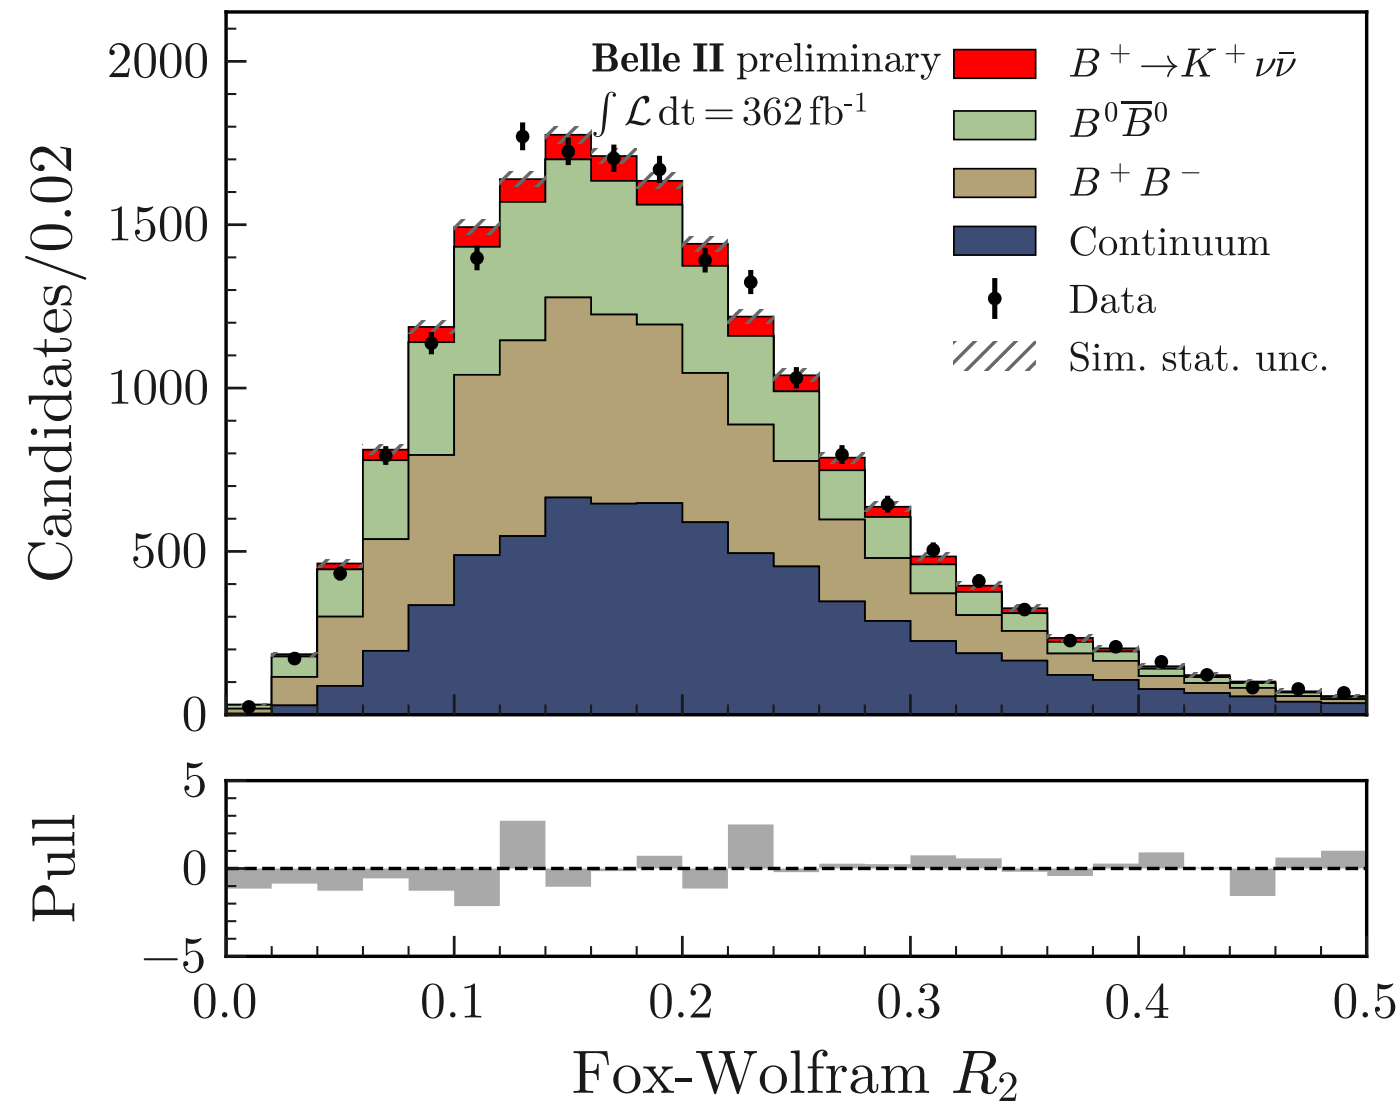 Belle II preliminary
∫ ℒ dt = 362 fb⁻¹
B⁺→K⁺νν̄
B⁰B̅⁰
B⁺B⁻
Continuum
Data
Sim. stat. unc.
Candidates/0.02
2000
1500
1000
500
0
Pull
5
0
−5
0.0 0.1 0.2 0.3 0.4 0.5
Fox-Wolfram R₂